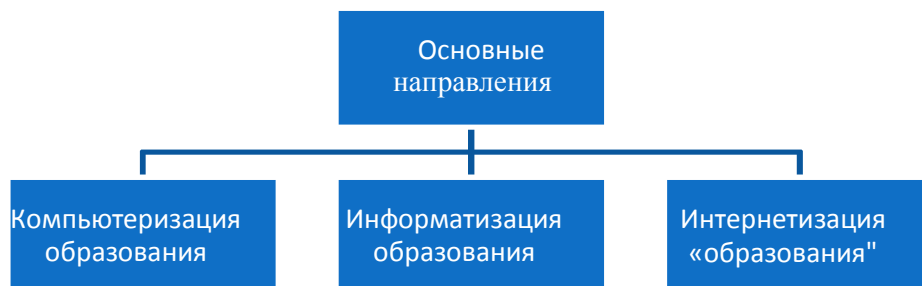 Основные
направления
Компьютеризация
образования
Информатизация
образования
Интернетизация
«образования"